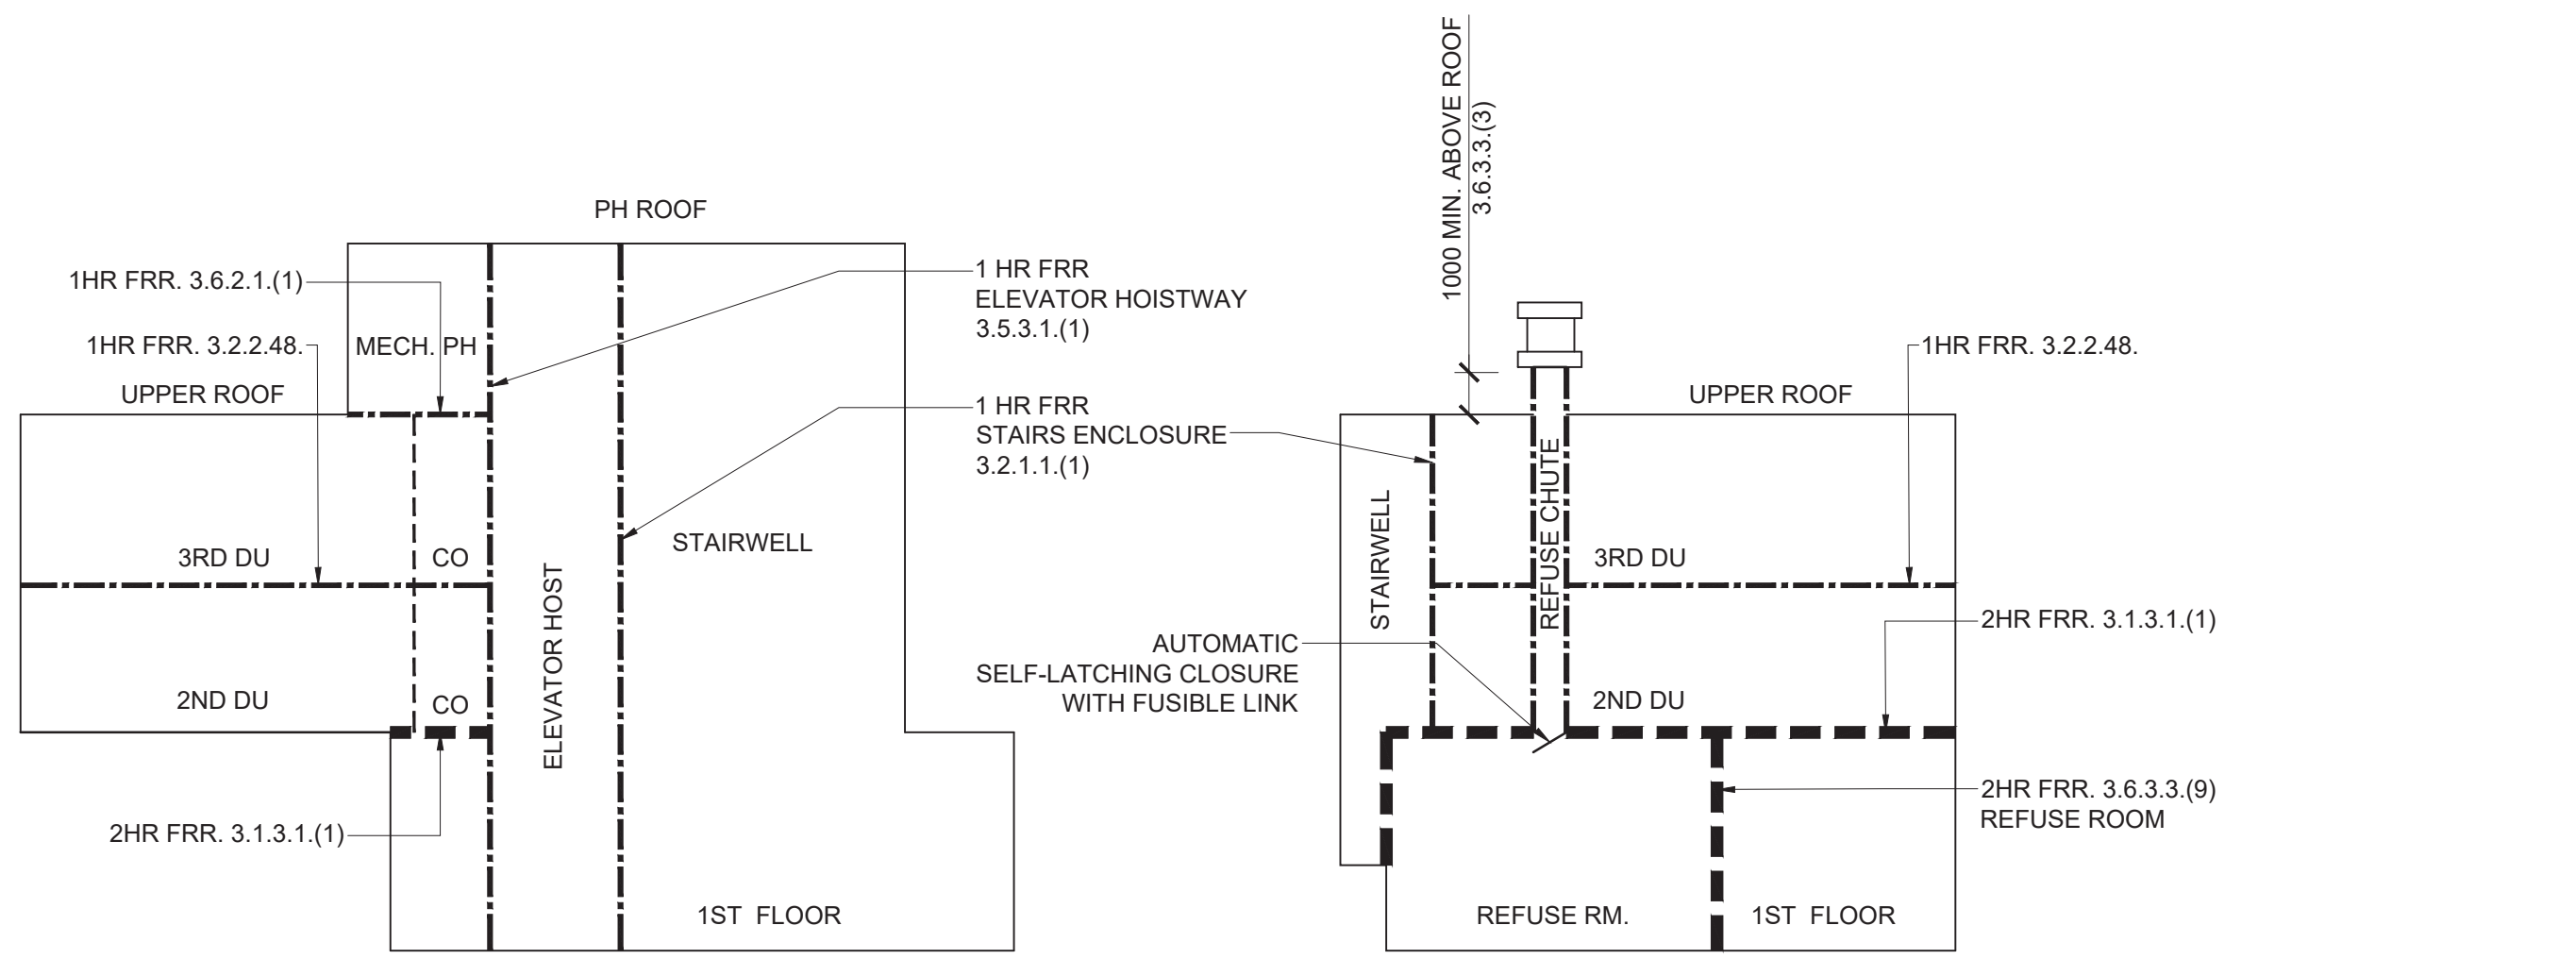 PH ROOF
1HR FRR. 3.6.2.1.(1)
1HR FRR. 3.2.2.48.
MECH. PH
UPPER ROOF
1 HR FRR
ELEVATOR HOISTWAY
3.5.3.1.(1)
1 HR FRR
STAIRS ENCLOSURE
3.2.1.1.(1)
3RD DU
CO
STAIRWELL
ELEVATOR HOST
2ND DU
CO
2HR FRR. 3.1.3.1.(1)
1ST FLOOR
1000 MIN. ABOVE ROOF
3.6.3.3.(3)
1HR FRR. 3.2.2.48.
UPPER ROOF
REFUSE CHUTE
STAIRWELL
3RD DU
2HR FRR. 3.1.3.1.(1)
AUTOMATIC
SELF-LATCHING CLOSURE
WITH FUSIBLE LINK
2ND DU
2HR FRR. 3.6.3.3.(9)
REFUSE ROOM
REFUSE RM.
1ST FLOOR